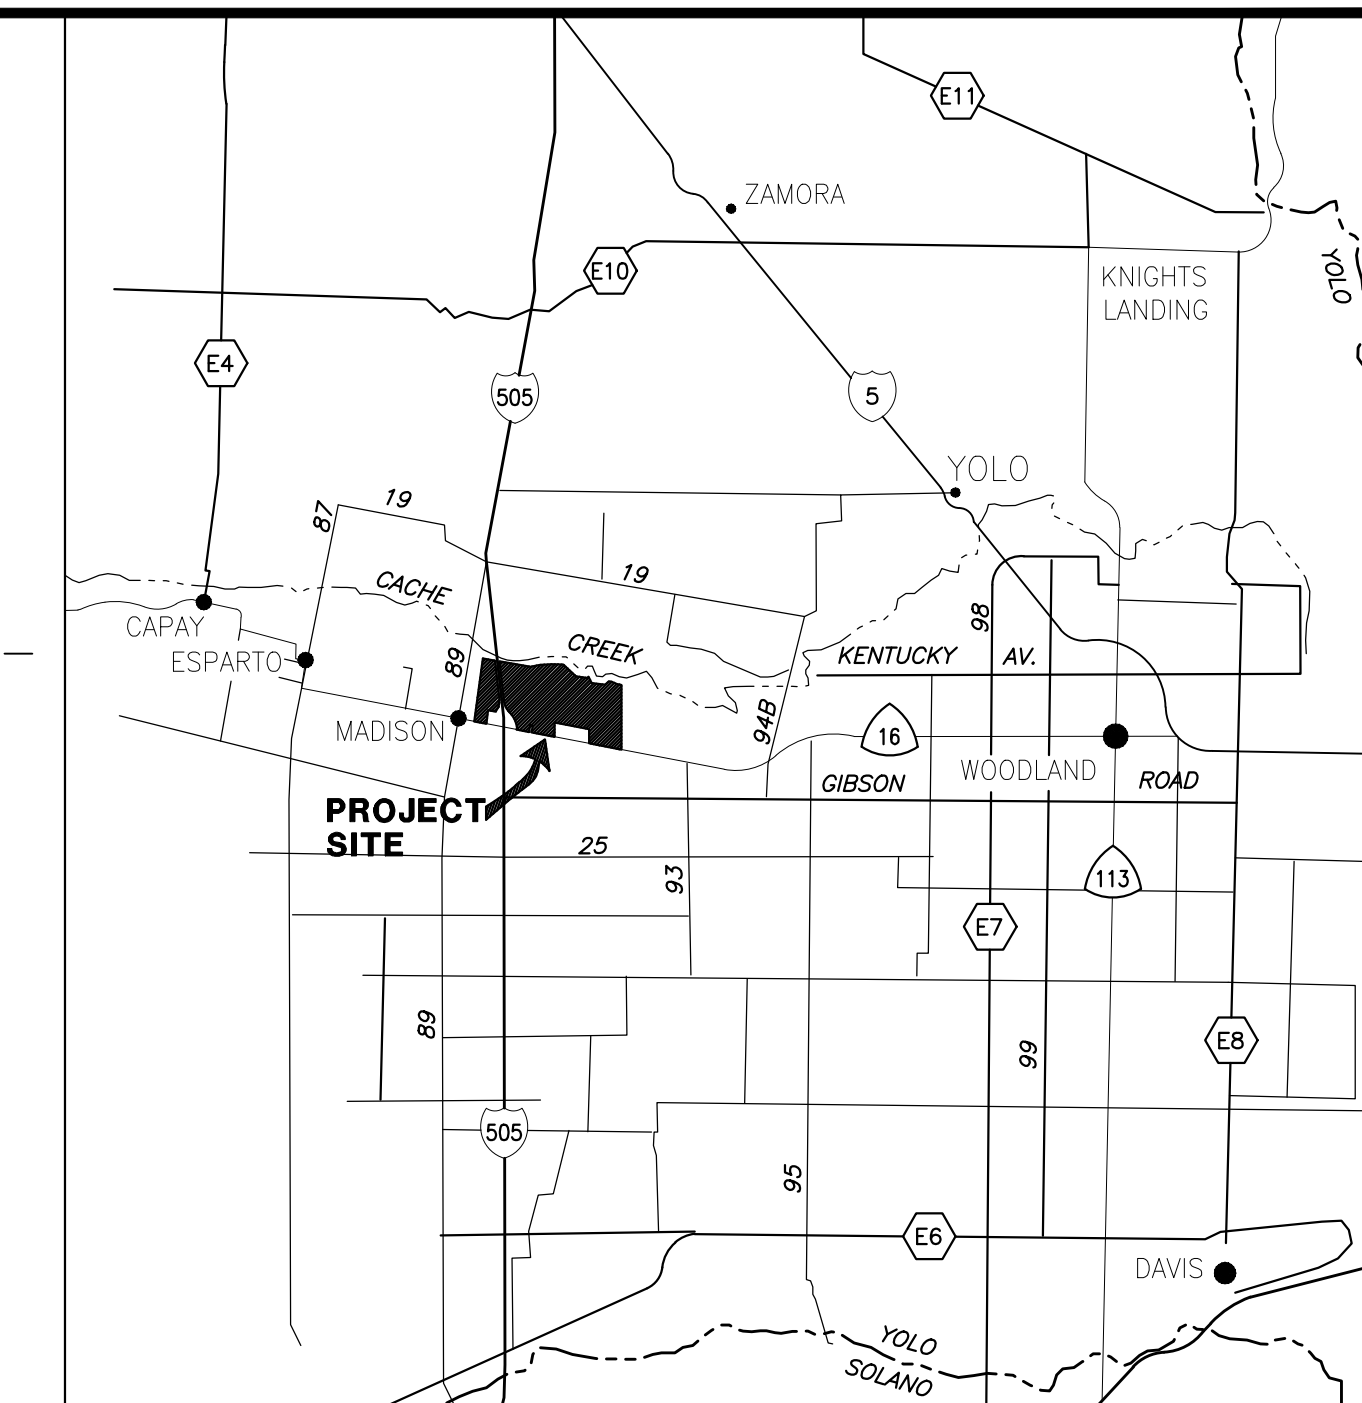 E11
ZAMORA
E10
KNIGHTS
LANDING
YOLO
E4
505
5
YOLO
87
19
19
CACHE
CREEK
98
CAPAY
ESPARTO
89
KENTUCKY AV.
MADISON
94B
16
WOODLAND
GIBSON ROAD
PROJECT
SITE
25
93
113
E7
89
99
E8
505
95
E6
DAVIS
YOLO
SOLANO